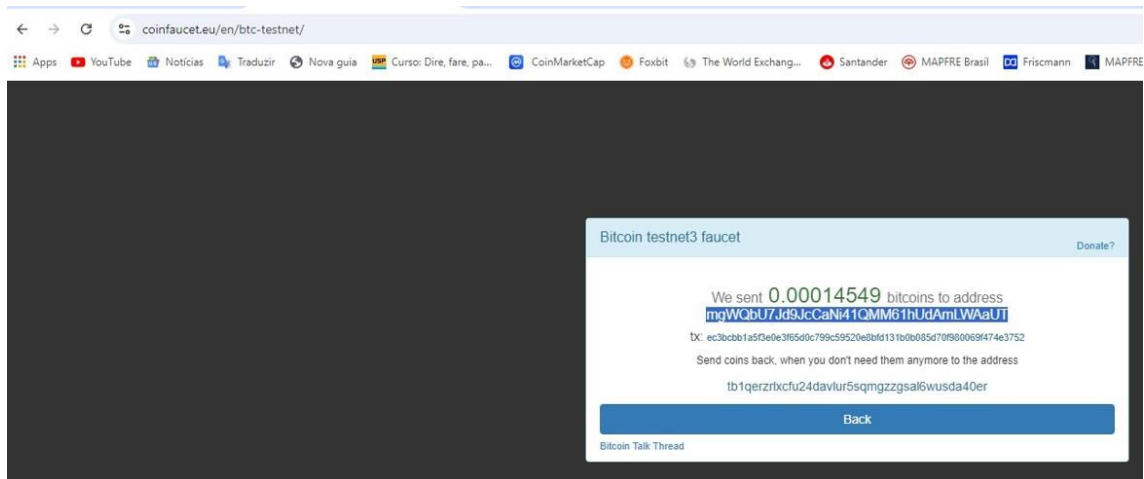 coinfaucet.eu/en/btc-testnet/
Apps YouTube Notícias Traduzir Nova guia USP Curso: Dire, fare, pa... CoinMarketCap Foxbit The World Exchang... Santander MAPFRE Brasil Friscmann MAPFRE
Bitcoin testnet3 faucet
Donate?
We sent 0.00014549 bitcoins to address
mgWQbU7Jd9JcCaNi41QMM61hUdAmLWAaUT
tx: ec3bcbb1a5f3e0e3f65d0c799c59520e8bfd131b0b085d70f980069f474e3752
Send coins back, when you don't need them anymore to the address
tb1qerzrlxcfu24davlur5sqmgzzgsal6wusda40er
Back
Bitcoin Talk Thread